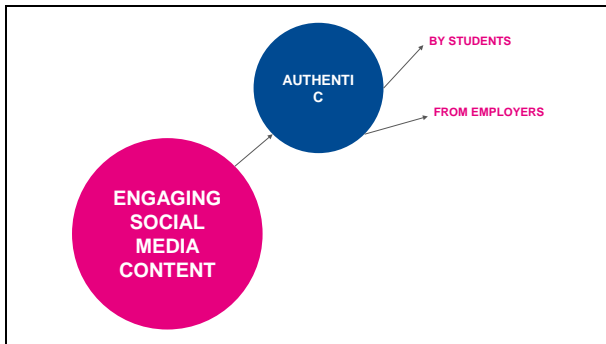 BY STUDENTS
AUTHENTI
C
FROM EMPLOYERS
ENGAGING
SOCIAL
MEDIA
CONTENT